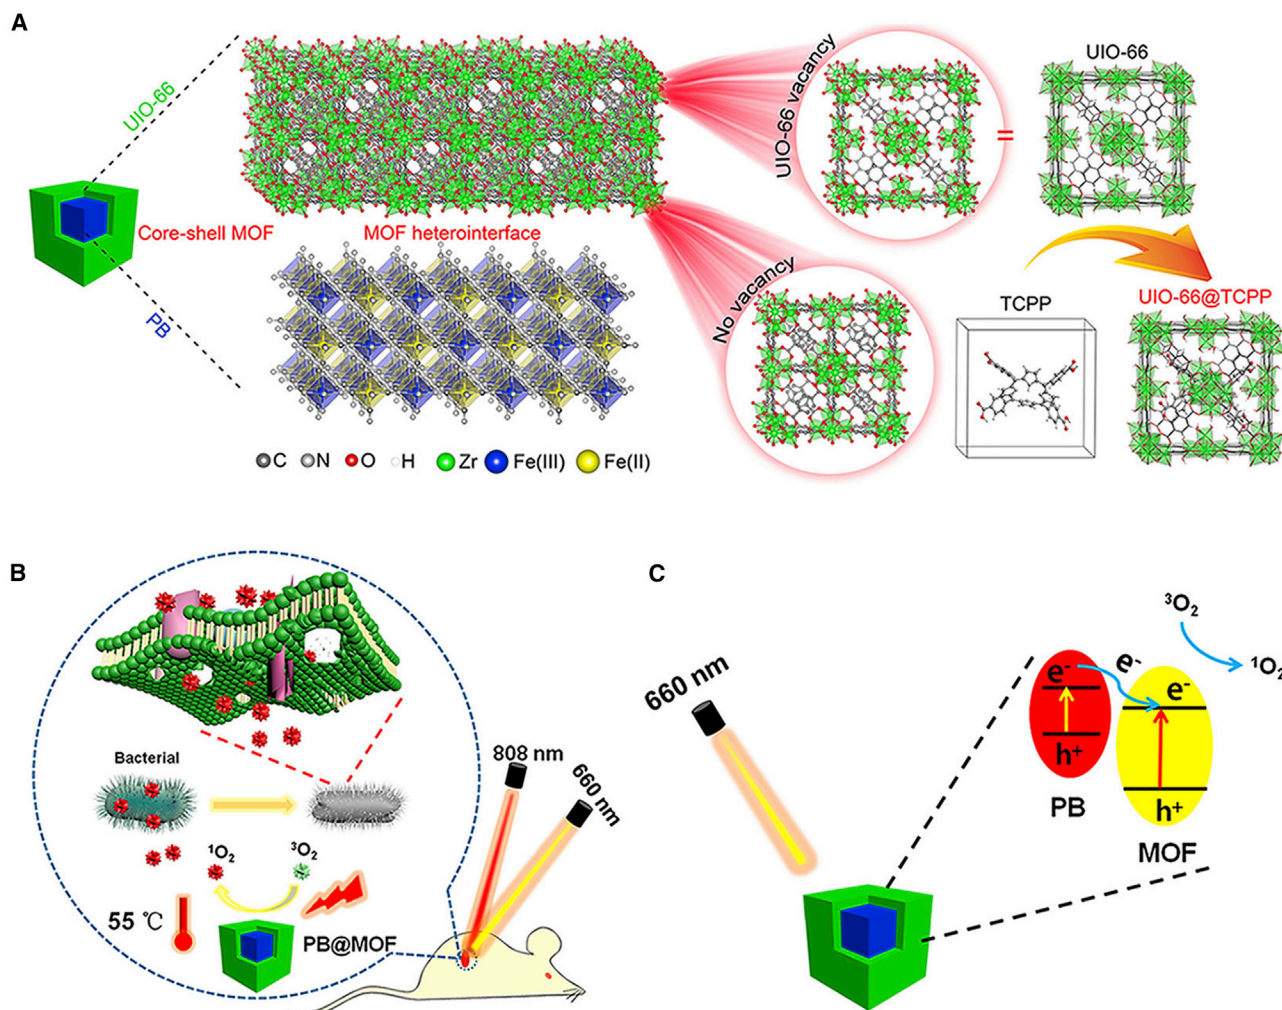 A
UIO-66
PB
Core-shell MOF
MOF heterointerface
UIO-66 vacancy
No vacancy
=
UIO-66
TCPP
UIO-66@TCPP
C N O H Zr Fe(III) Fe(II)
B
Bacterial
¹O₂
³O₂
55 ℃
PB@MOF
808 nm
660 nm
C
660 nm
³O₂
¹O₂
e⁻
e⁻
e⁻
h⁺
h⁺
PB
MOF